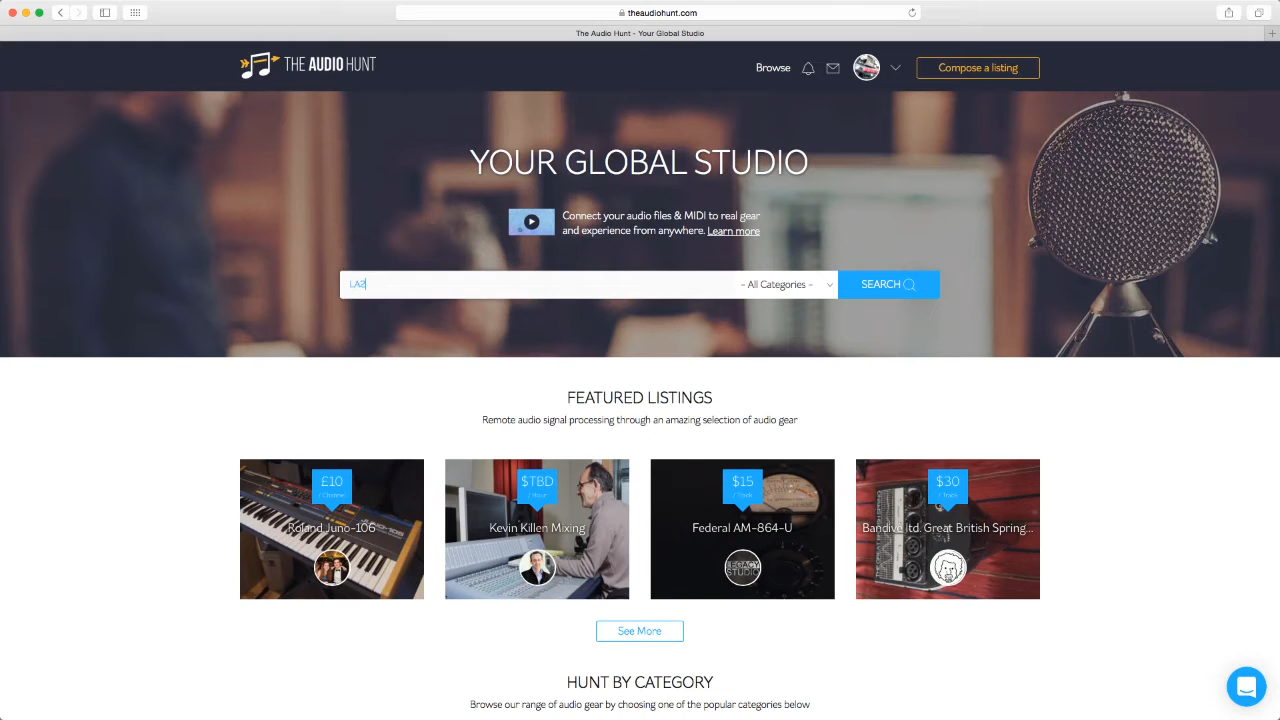 theaudiohunt.com
The Audio Hunt - Your Global Studio
THE AUDIO HUNT
Browse
Compose a listing
YOUR GLOBAL STUDIO
Connect your audio files & MIDI to real gear
and experience from anywhere. Learn more
LA2
- All Categories -
SEARCH
FEATURED LISTINGS
Remote audio signal processing through an amazing selection of audio gear
£10
/ Channel
Roland Juno-106
$TBD
/ Hour
Kevin Killen Mixing
$15
/ Track
Federal AM-864-U
LEGACY
STUDIO
$30
/ Track
Bandive ltd. Great British Spring...
See More
HUNT BY CATEGORY
Browse our range of audio gear by choosing one of the popular categories below